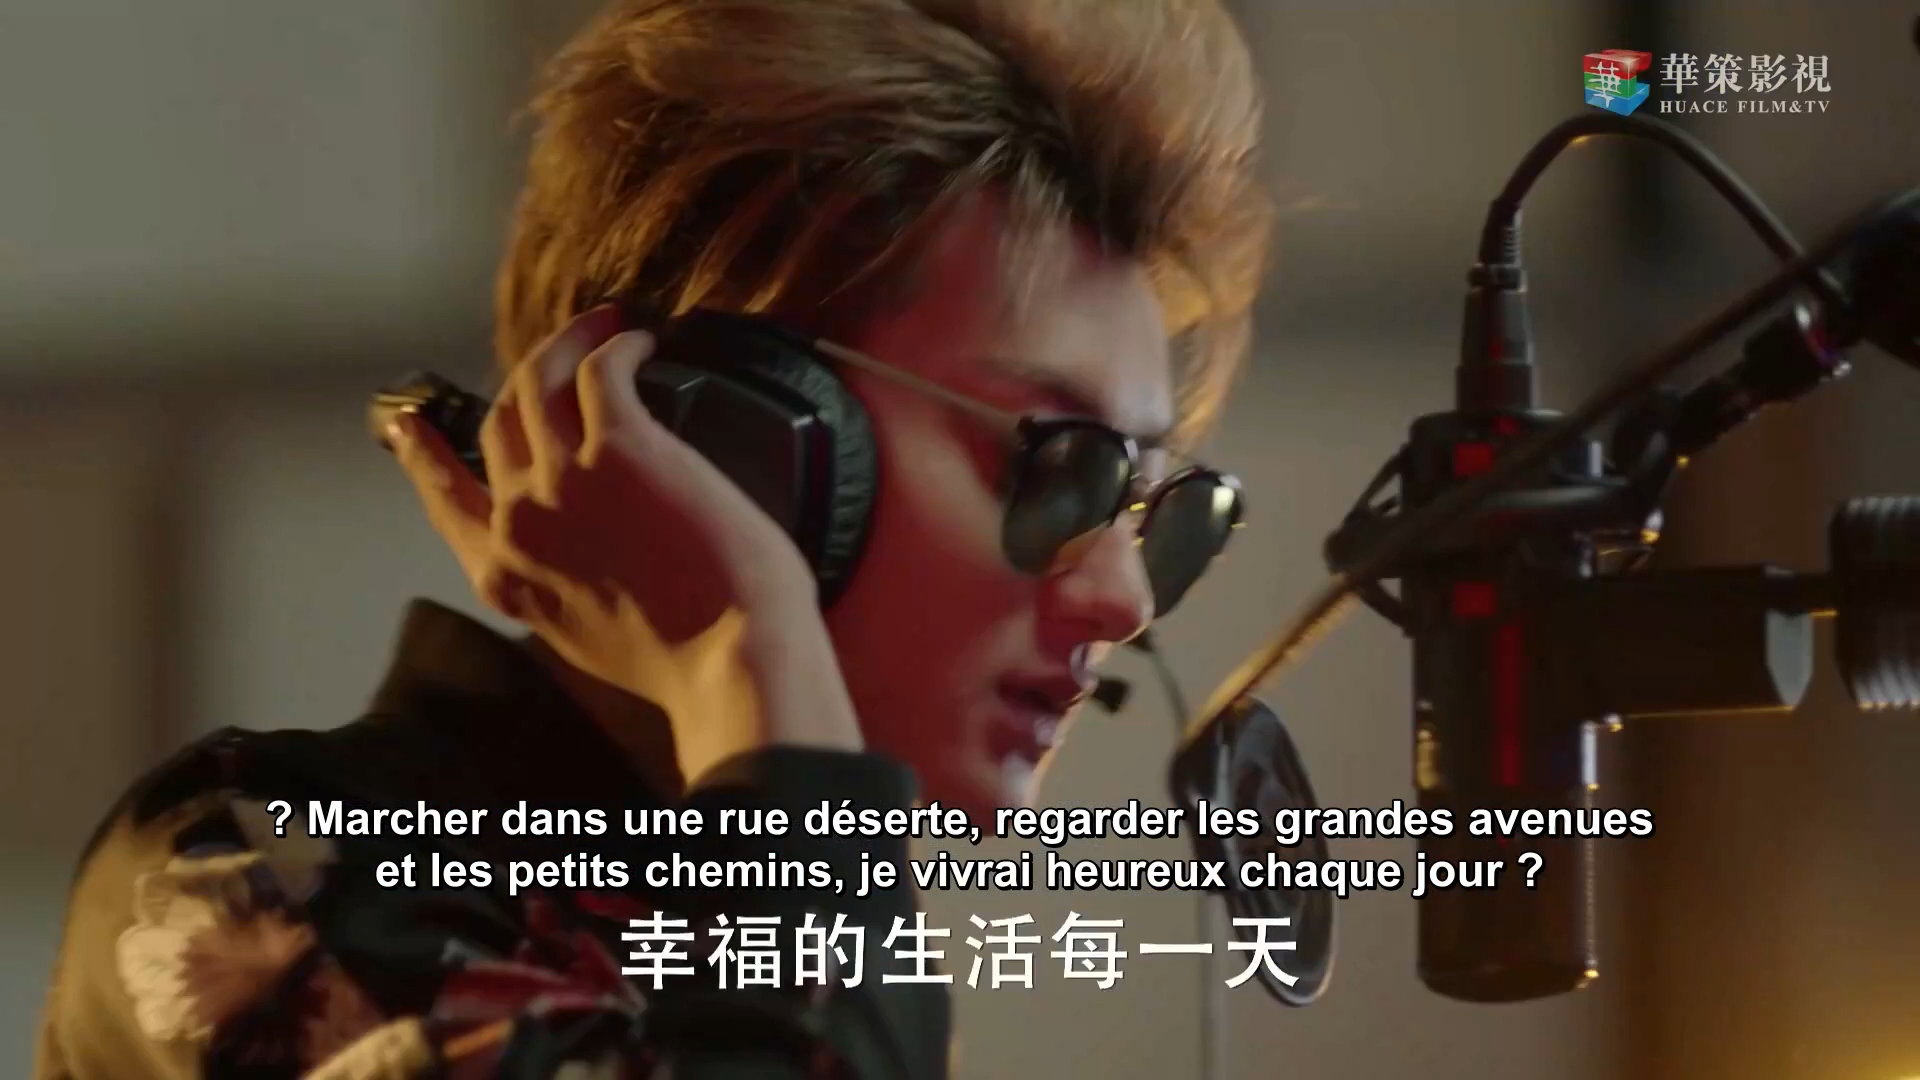 華策影視
HUACE FILM&TV
? Marcher dans une rue déserte, regarder les grandes avenues
et les petits chemins, je vivrai heureux chaque jour ?
幸福的生活每一天